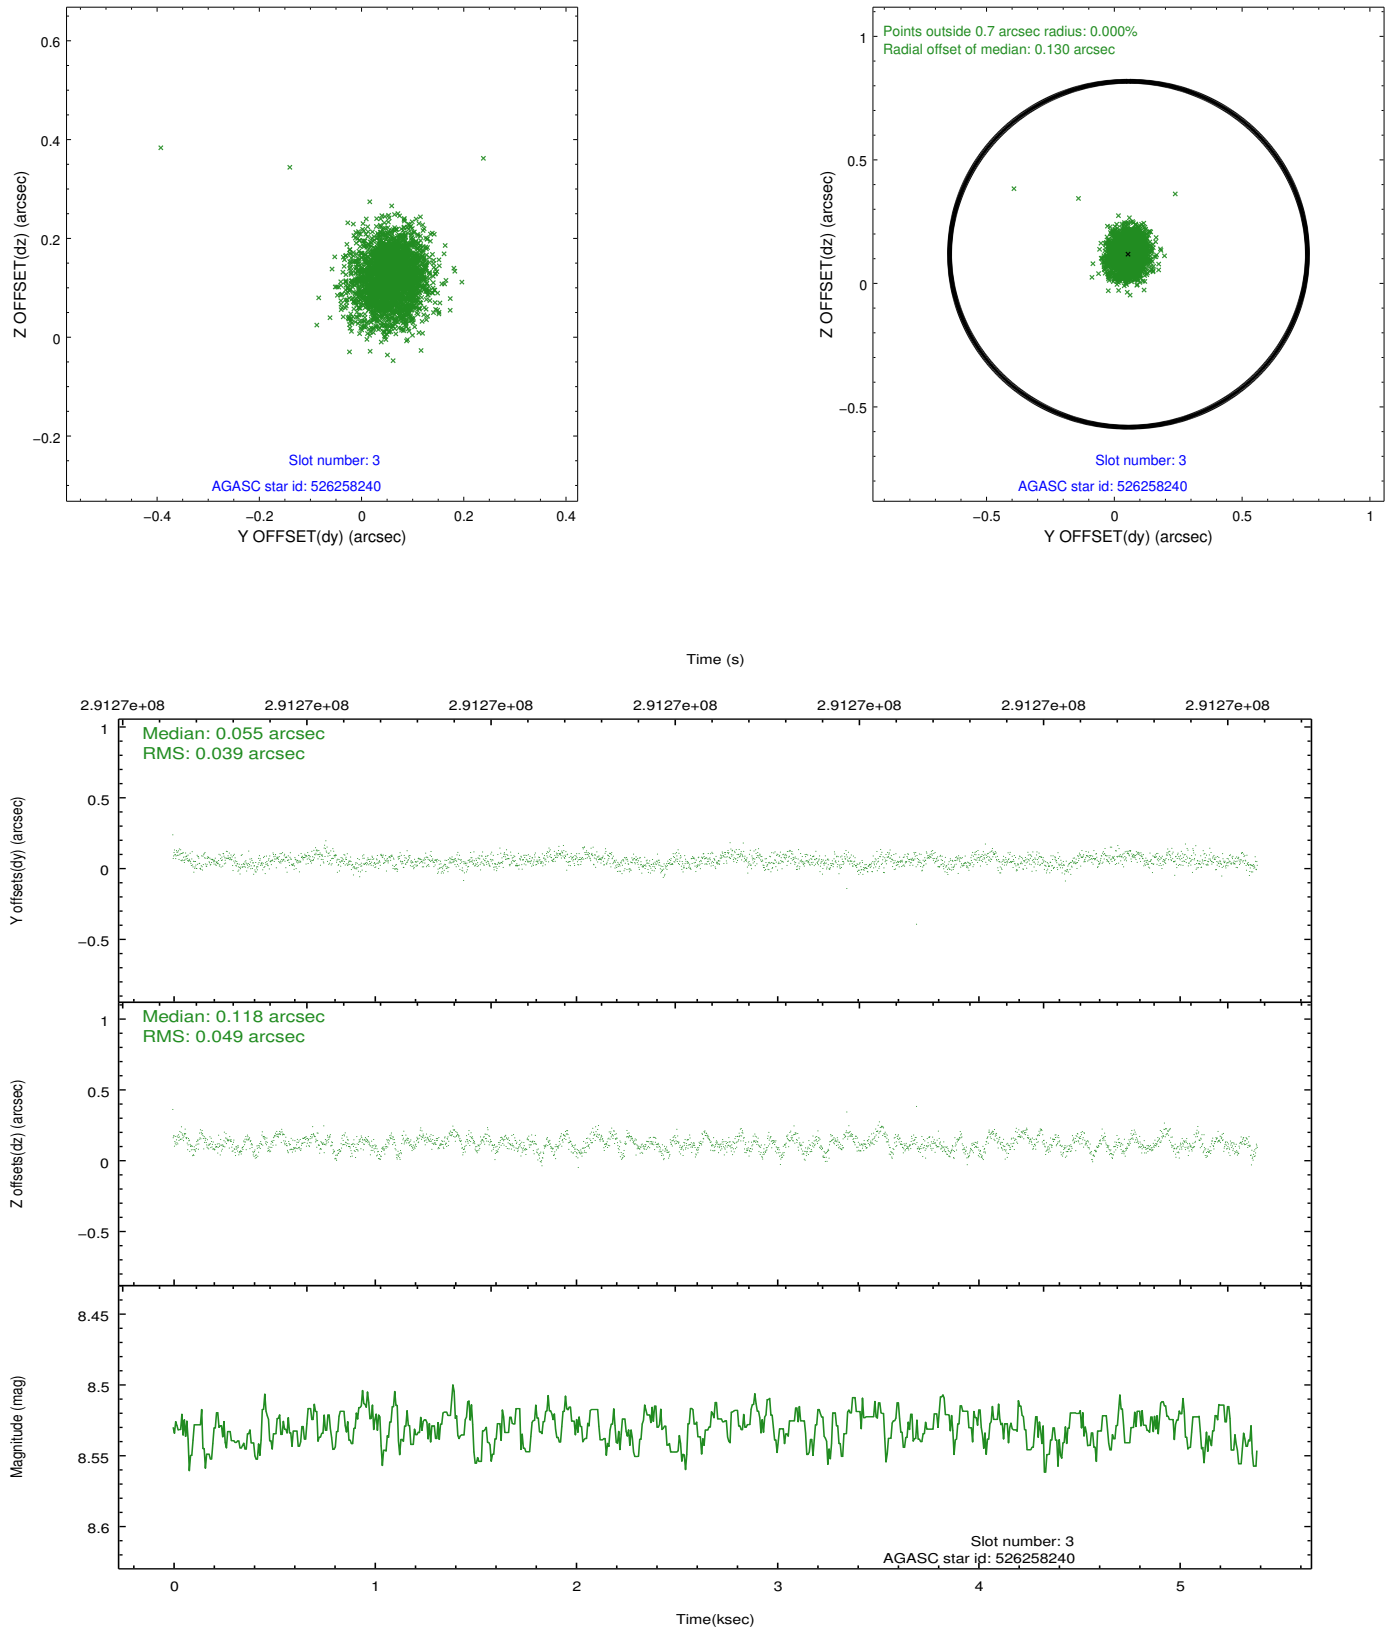 0.6
0.4
0.2
0
−0.2
Z OFFSET(dz) (arcsec)
Slot number: 3
AGASC star id: 526258240
−0.4 −0.2 0 0.2 0.4
Y OFFSET(dy) (arcsec)
Points outside 0.7 arcsec radius: 0.000%
Radial offset of median: 0.130 arcsec
1
0.5
0
−0.5
Z OFFSET(dz) (arcsec)
Slot number: 3
AGASC star id: 526258240
−0.5 0 0.5 1
Y OFFSET(dy) (arcsec)
Time (s)
2.9127e+08 2.9127e+08 2.9127e+08 2.9127e+08 2.9127e+08 2.9127e+08 2.9127e+08
Median: 0.055 arcsec
RMS: 0.039 arcsec
1
0.5
0
−0.5
Y offsets(dy) (arcsec)
Median: 0.118 arcsec
RMS: 0.049 arcsec
1
0.5
0
−0.5
Z offsets(dz) (arcsec)
8.45
8.5
8.55
8.6
Magnitude (mag)
Slot number: 3
AGASC star id: 526258240
0 1 2 3 4 5
Time(ksec)